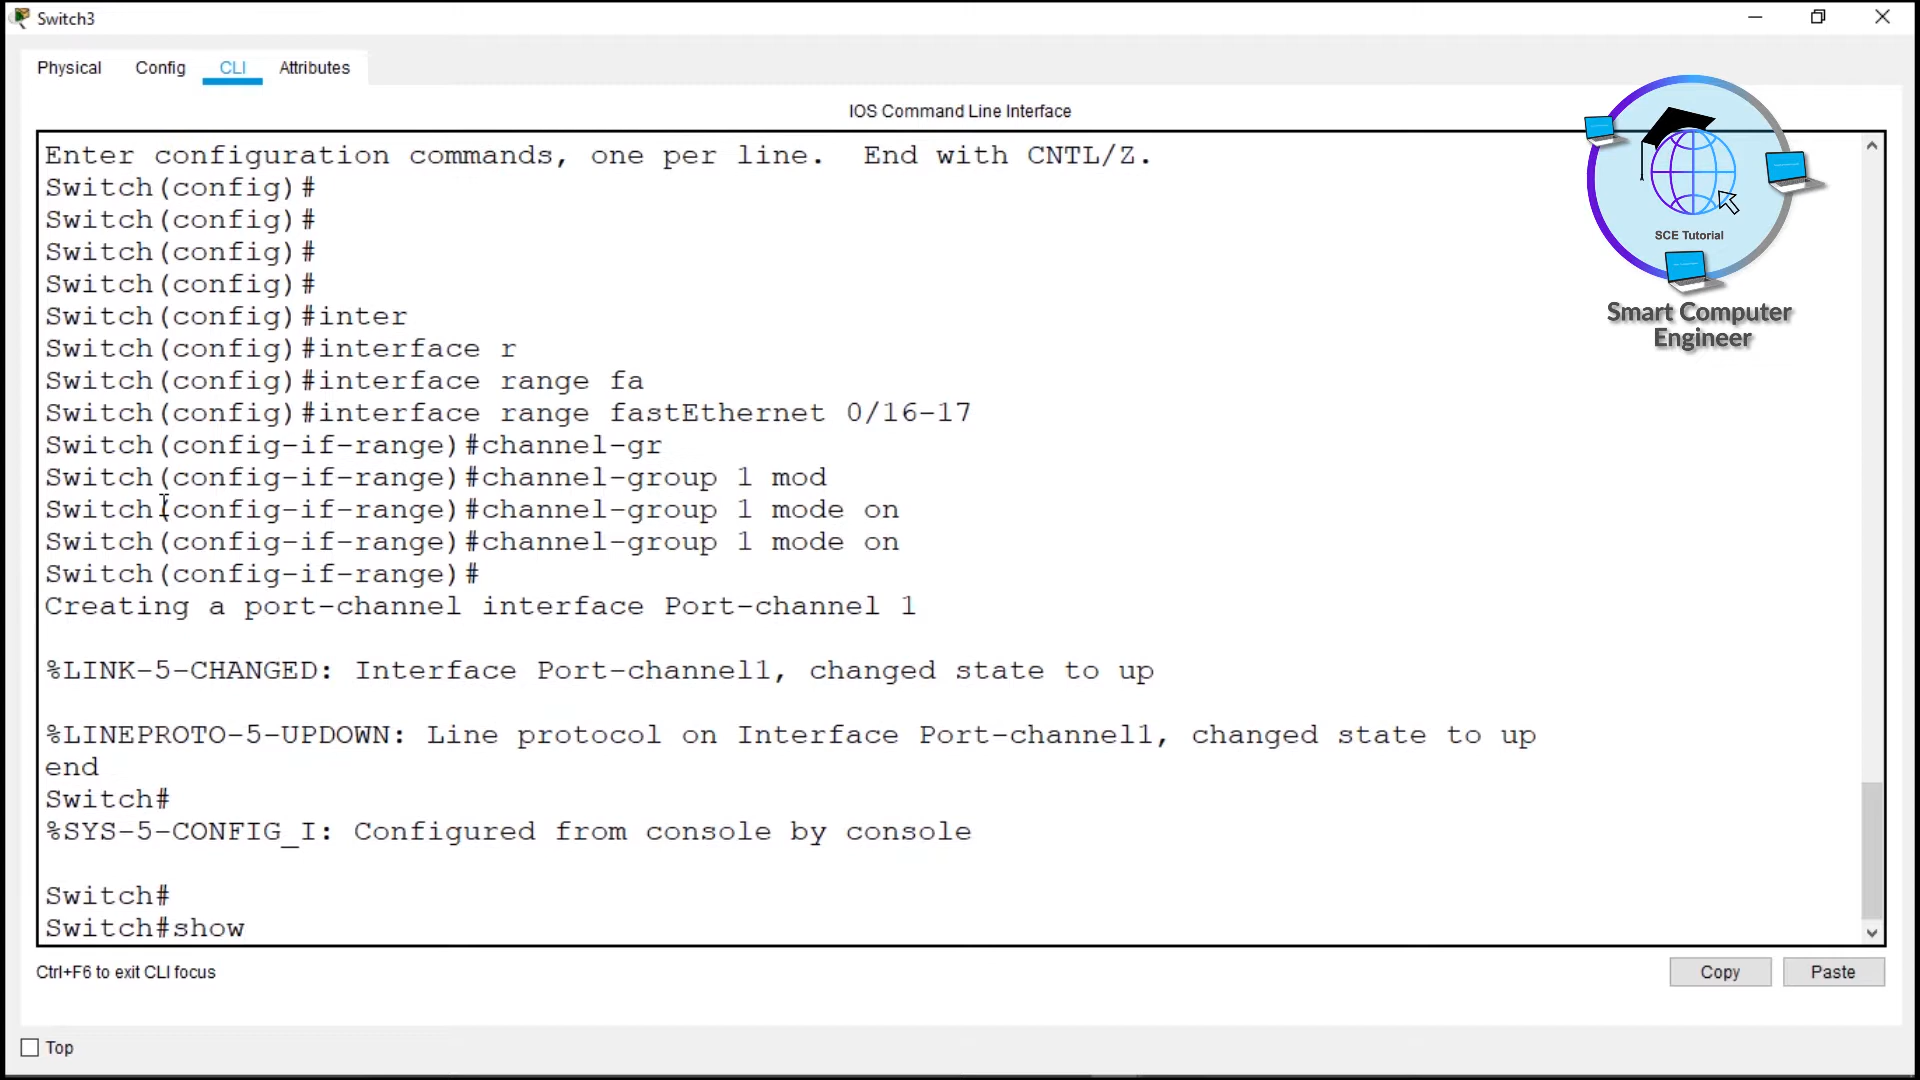 Switch3
Physical Config CLI Attributes
IOS Command Line Interface
Enter configuration commands, one per line.  End with CNTL/Z.
Switch(config)#
Switch(config)#
Switch(config)#
Switch(config)#
Switch(config)#inter
Switch(config)#interface r
Switch(config)#interface range fa
Switch(config)#interface range fastEthernet 0/16-17
Switch(config-if-range)#channel-gr
Switch(config-if-range)#channel-group 1 mod
Switch(config-if-range)#channel-group 1 mode on
Switch(config-if-range)#channel-group 1 mode on
Switch(config-if-range)#
Creating a port-channel interface Port-channel 1
%LINK-5-CHANGED: Interface Port-channel1, changed state to up
%LINEPROTO-5-UPDOWN: Line protocol on Interface Port-channel1, changed state to up
end
Switch#
%SYS-5-CONFIG_I: Configured from console by console
Switch#
Switch#show
SCE Tutorial
Smart Computer
Engineer
Ctrl+F6 to exit CLI focus
Copy Paste
Top